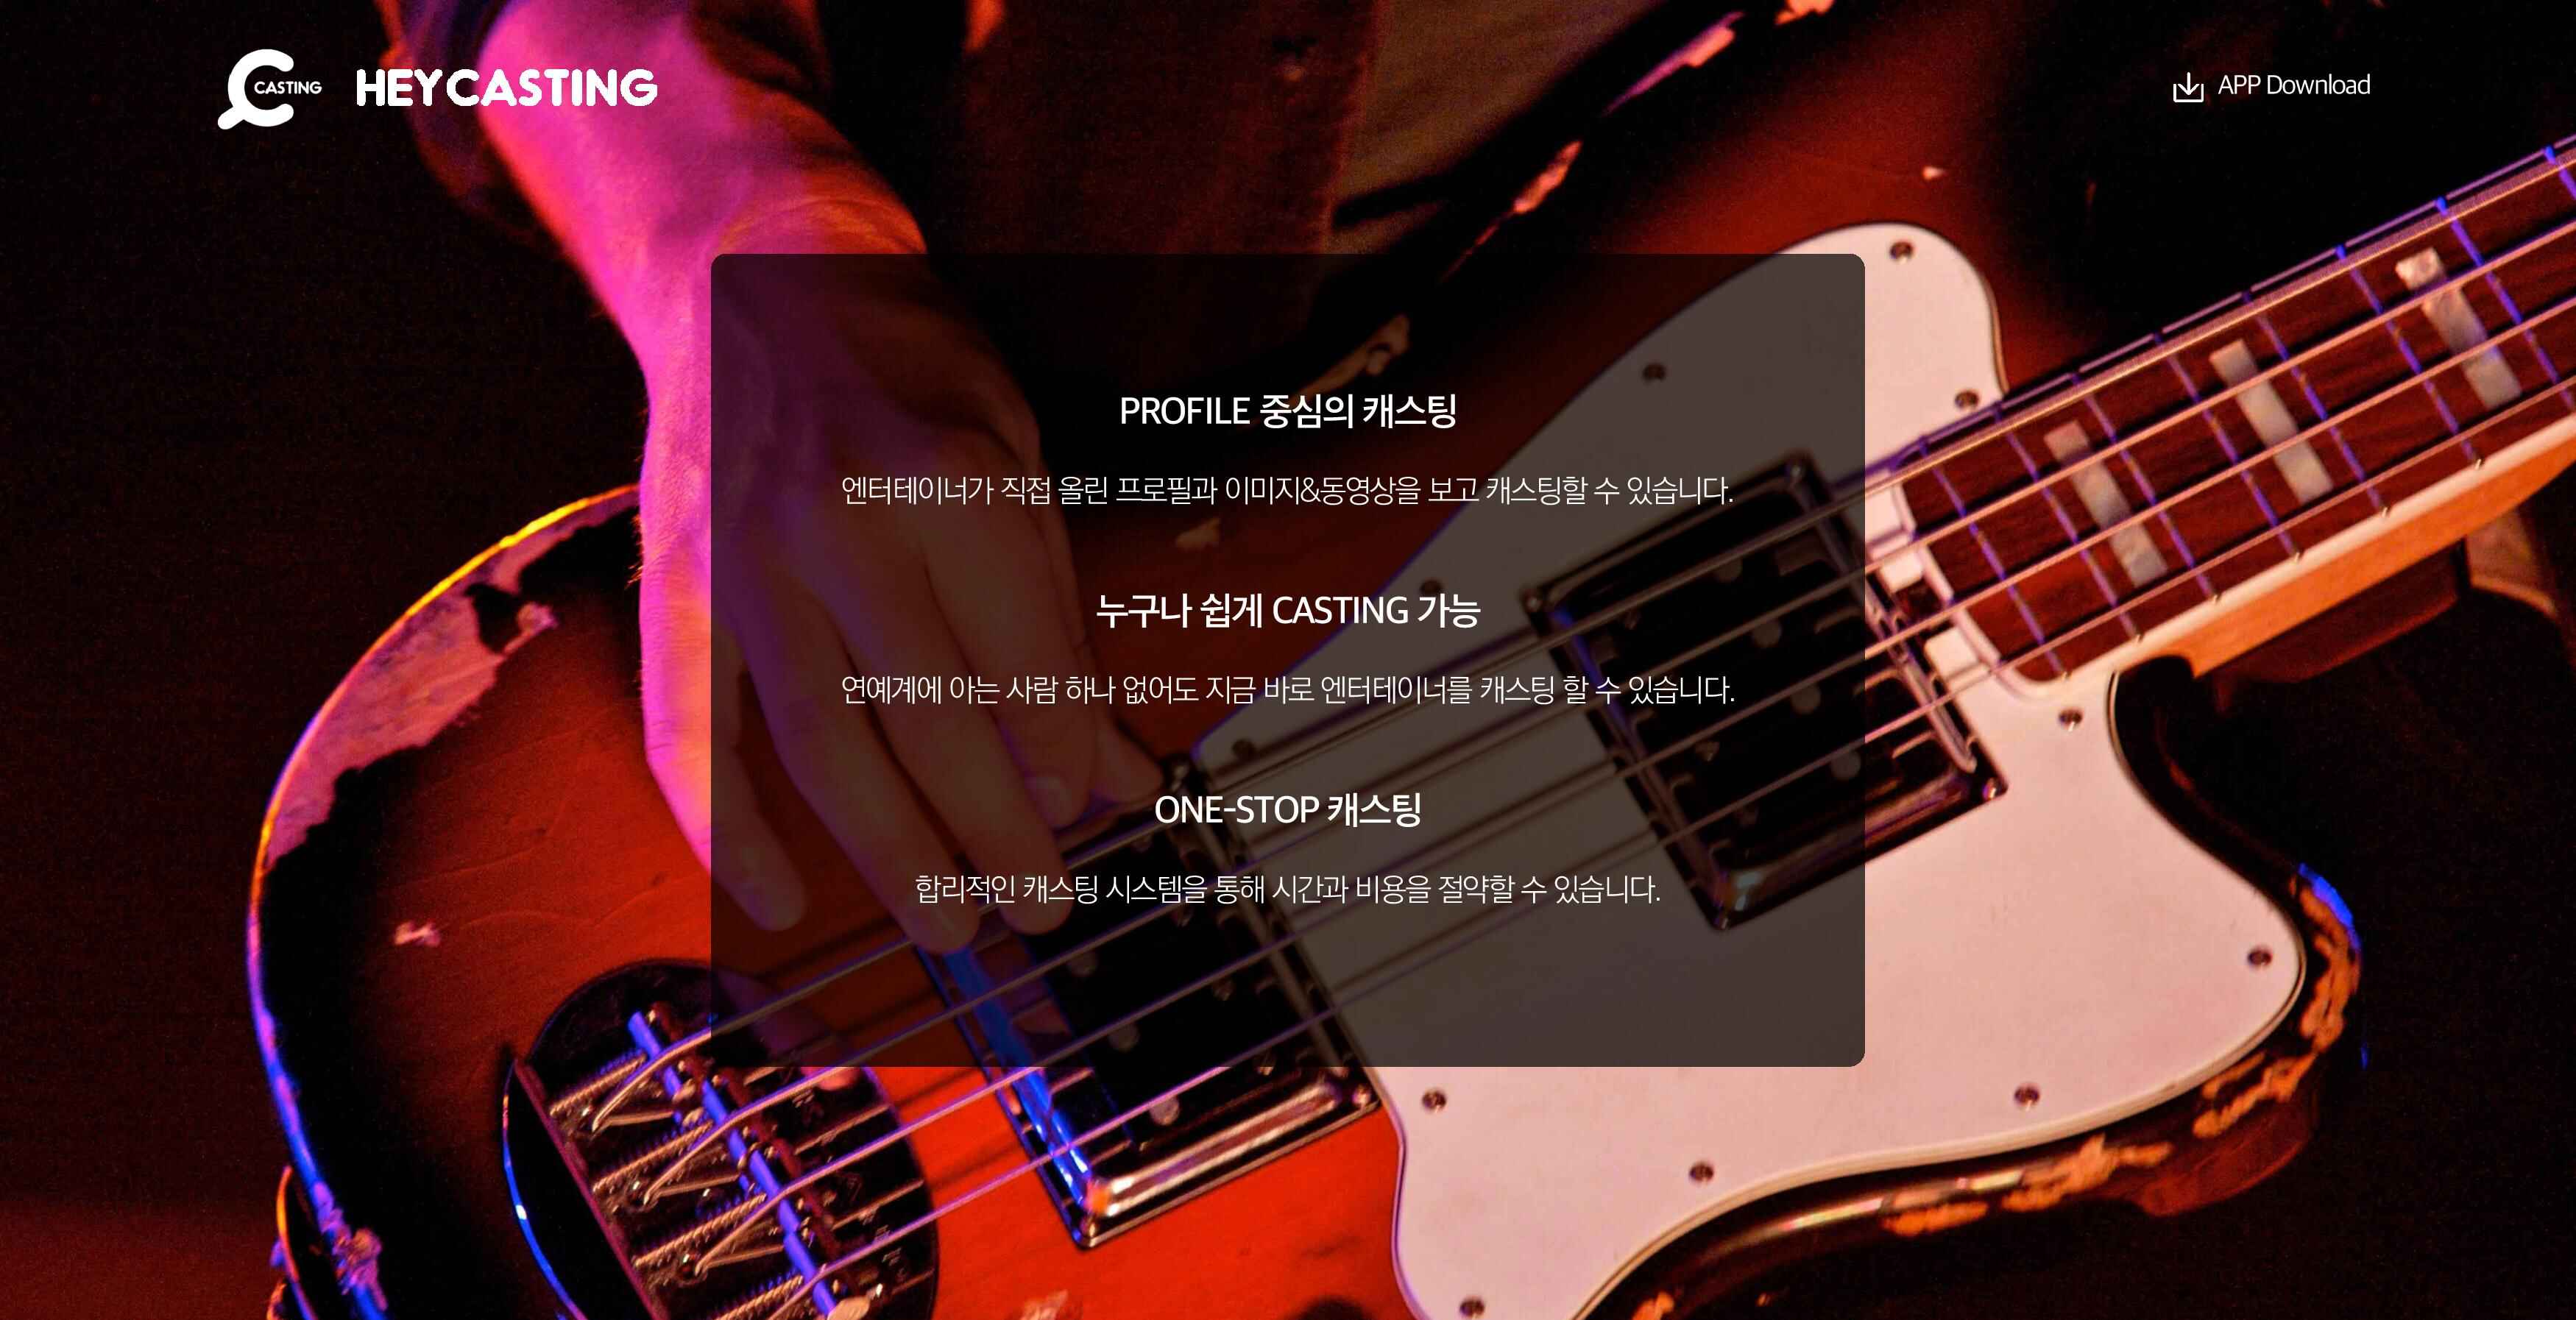 CASTING HEYCASTING
APP Download
PROFILE 중심의 캐스팅
엔터테이너가 직접 올린 프로필과 이미지&동영상을 보고 캐스팅할 수 있습니다.
누구나 쉽게 CASTING 가능
연예계에 아는 사람 하나 없어도 지금 바로 엔터테이너를 캐스팅 할 수 있습니다.
ONE-STOP 캐스팅
합리적인 캐스팅 시스템을 통해 시간과 비용을 절약할 수 있습니다.